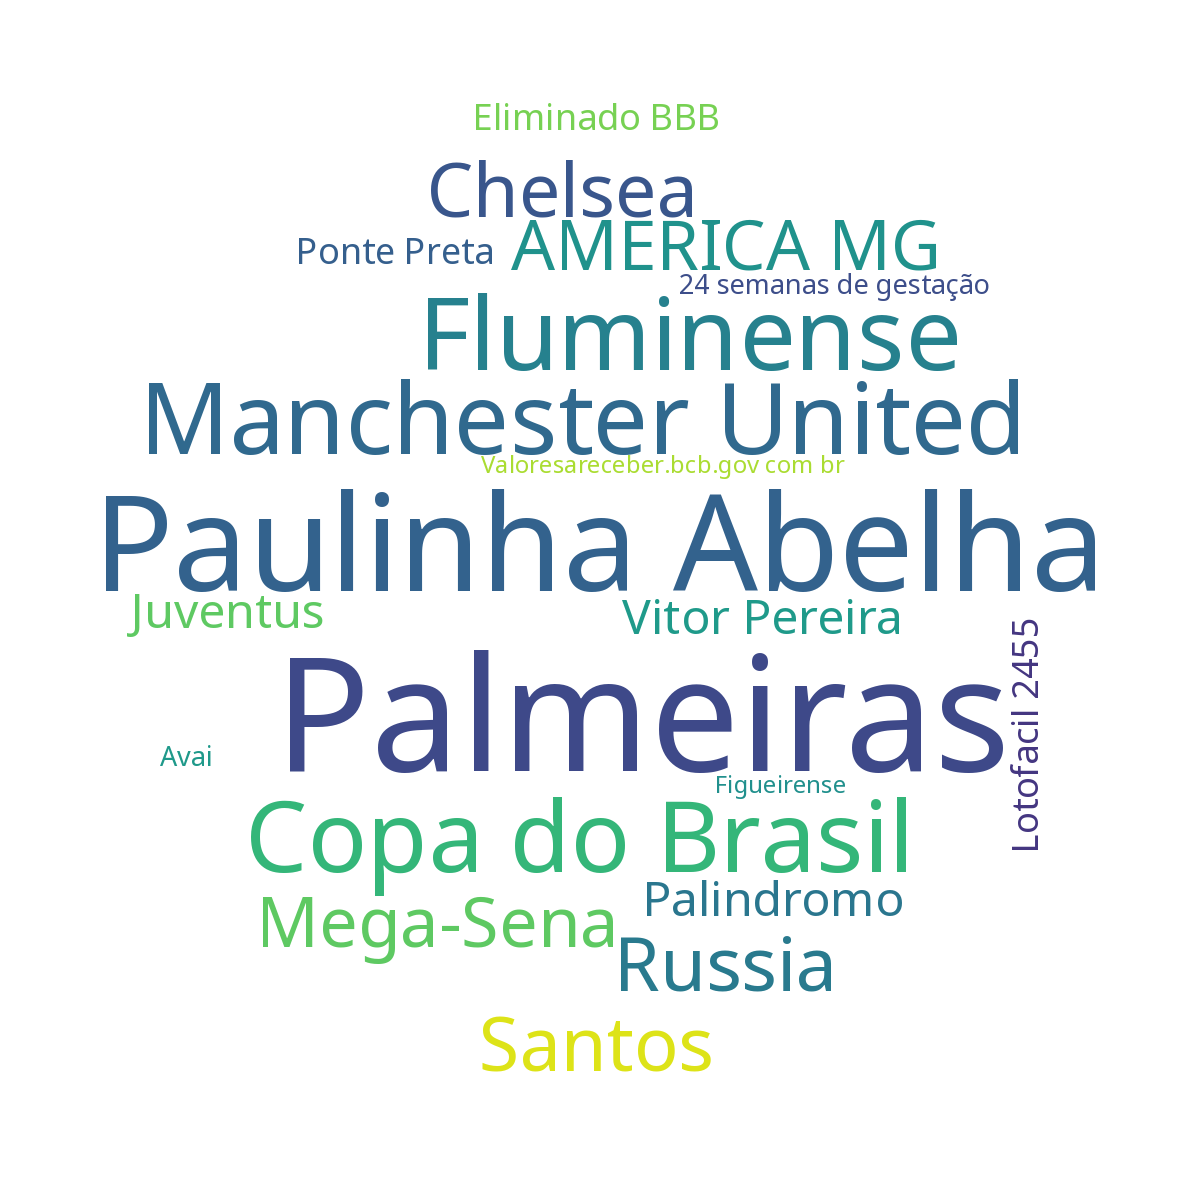 Eliminado BBB
Chelsea
AMERICA MG
Ponte Preta
24 semanas de gestação
Fluminense
Manchester United
Valoresareceber.bcb.gov com br
Paulinha Abelha
Juventus
Vitor Pereira
Palmeiras
Lotofacil 2455
Avai
Figueirense
Copa do Brasil
Palindromo
Mega-Sena
Russia
Santos